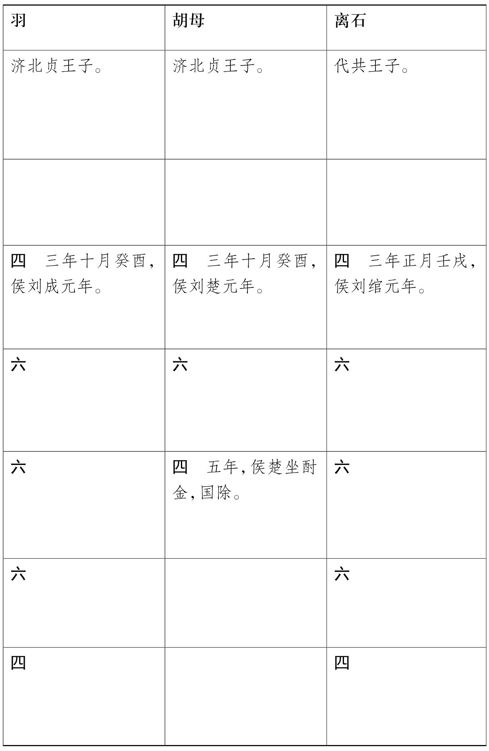 羽 胡母 离石
济北贞王子。 济北贞王子。 代共王子。
四 三年十月癸酉, 四 三年十月癸酉, 四 三年正月壬戌,
侯刘成元年。 侯刘楚元年。 侯刘绾元年。
六 六 六
六 四 五年,侯楚坐酎 六
金,国除。
六 六
四 四